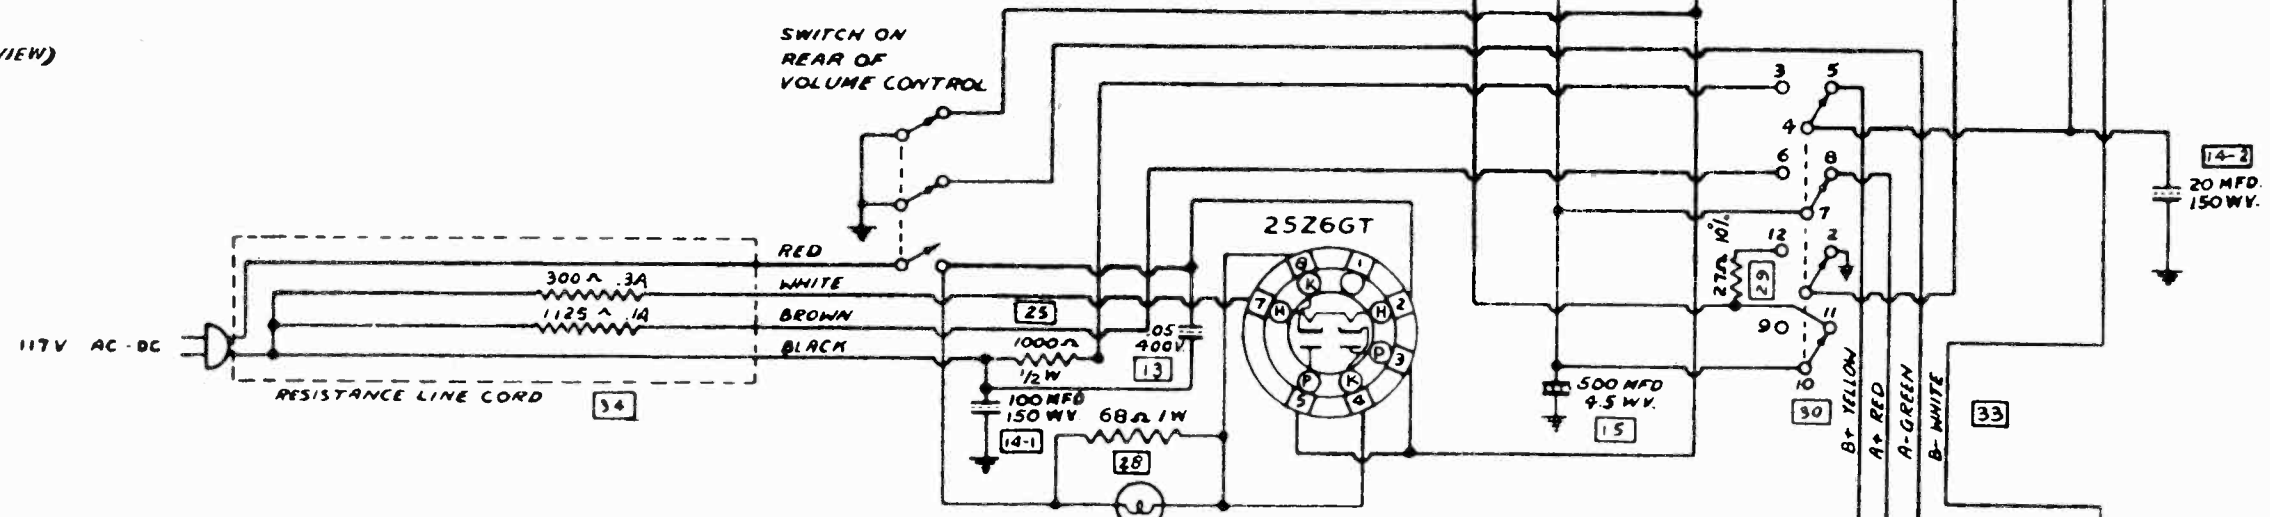 VIEW)
SWITCH ON
REAR OF
VOLUME CONTROL
3
5
4
6
8
7
12
2
11
9
10
27Ω 10%
29
30
14-2
20 MFD.
150 WV.
25Z6GT
8
1
K
7
H
H
2
P
3
P
K
5
4
RED
300 Ω .3A
WHITE
1125 Ω .1A
BROWN
25
117V AC-DC
BLACK
1000Ω
1/2 W
.05
400V.
13
RESISTANCE LINE CORD
34
100 MFD
150 WV.
14-1
68Ω 1W
28
500 MFD
4.5 WV.
15
B+ YELLOW
A+ RED
A-GREEN
B- WHITE
33